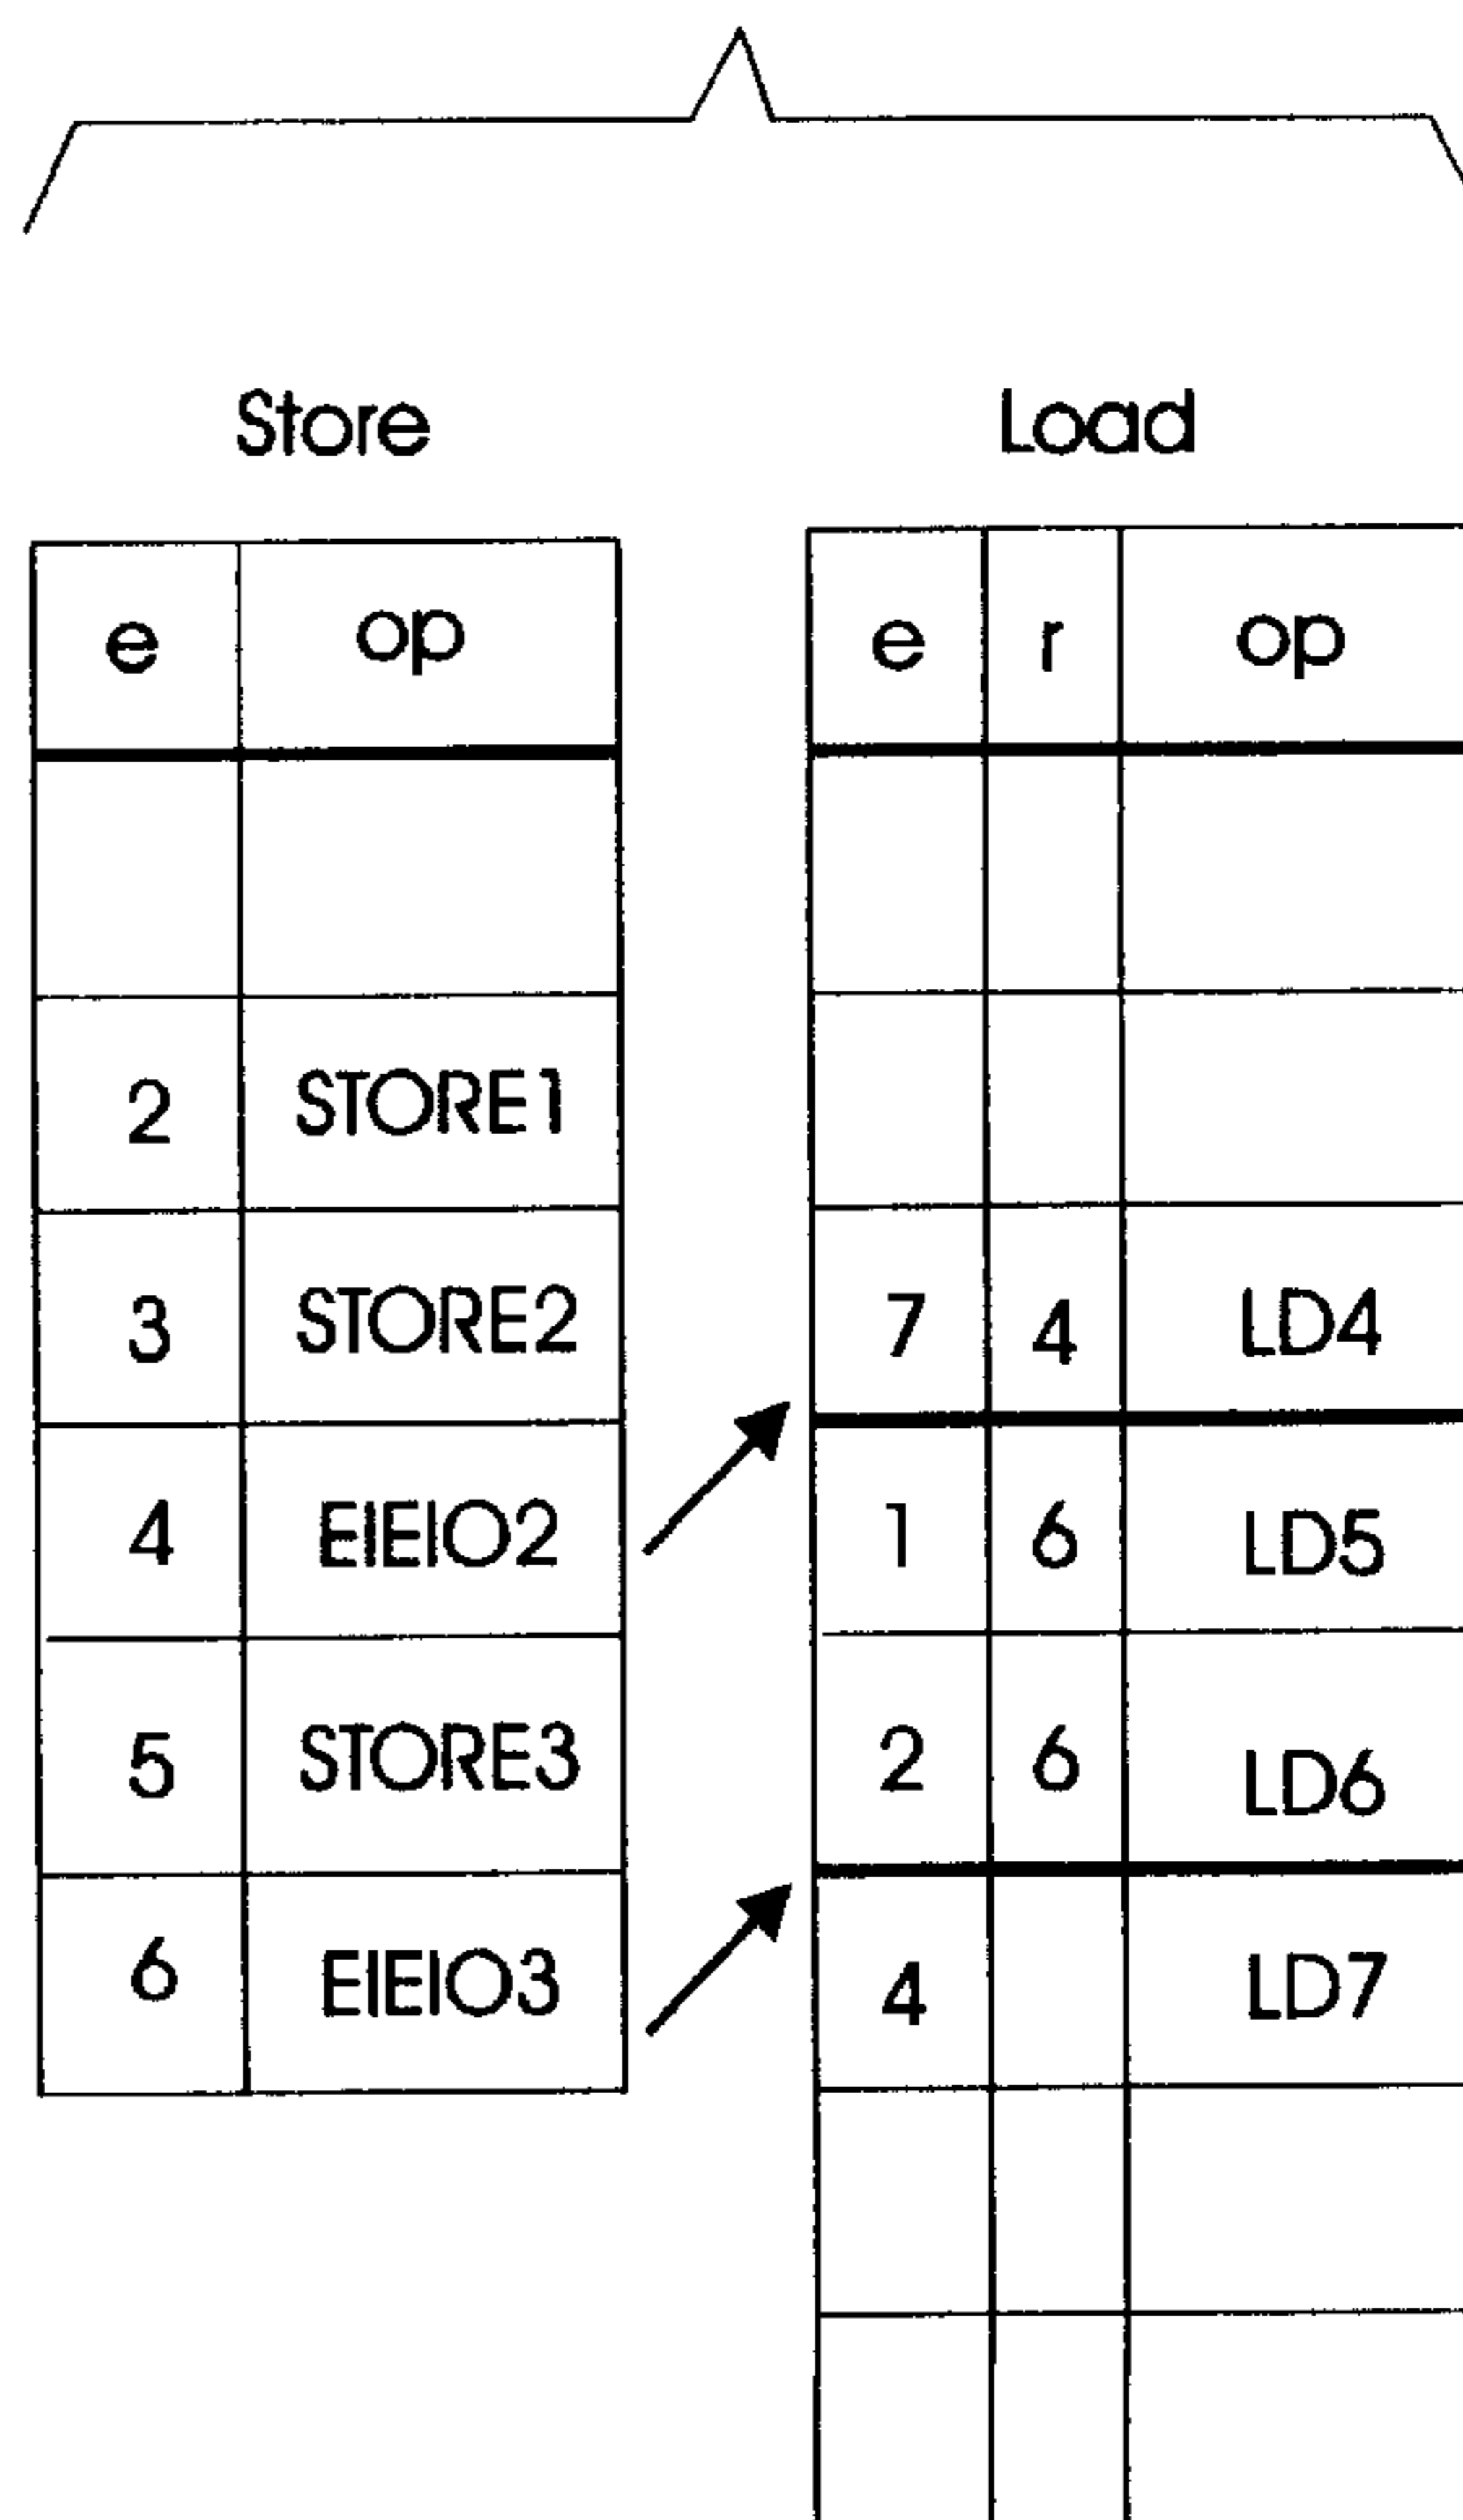 Store Load
e op e r op
2 STORE1
3 STORE2 7 4 LD4
4 EIEIO2 1 6 LD5
5 STORE3 2 6 LD6
6 EIEIO3 4 LD7